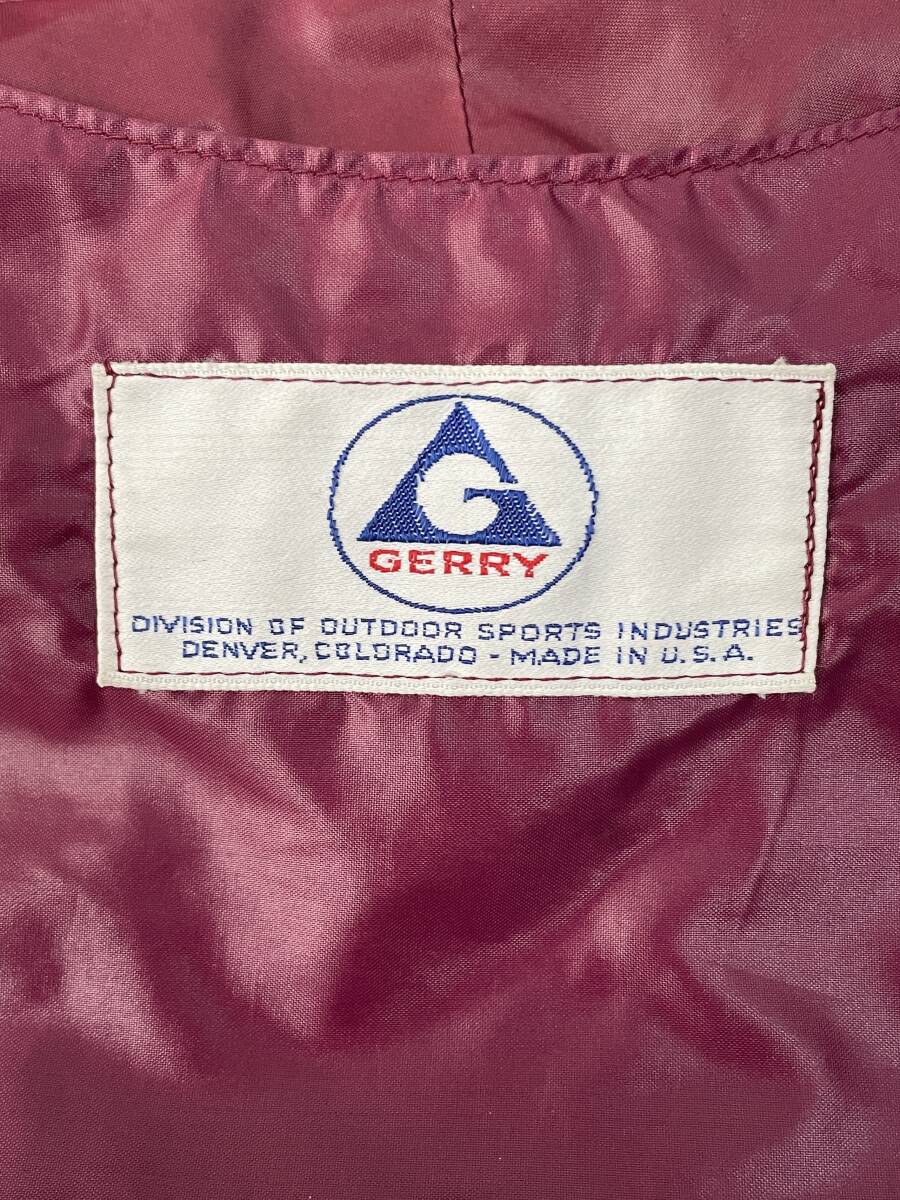 G
GERRY
DIVISION OF OUTDOOR SPORTS INDUSTRIES
DENVER, COLORADO - MADE IN U.S.A.